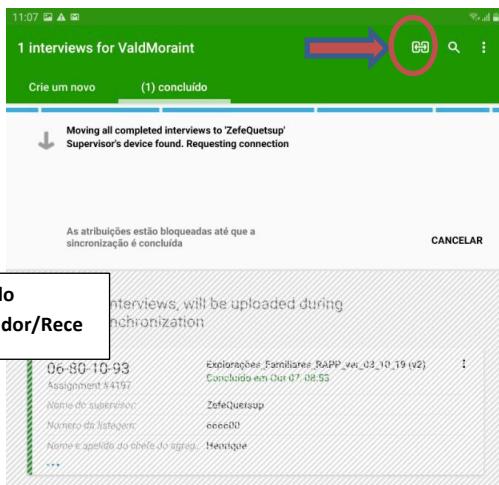 11:07
1 interviews for ValdMoraint
Crie um novo
(1) concluído
Moving all completed interviews to 'ZefeQuetsup'
Supervisor's device found. Requesting connection
As atribuições estão bloqueadas até que a
sincronização é concluída
CANCELAR
do
dor/Rece
interviews, will be uploaded during
nchronization
06-80-10-93
Assignment #4197
Explorações_Familiares_RAPP_ver_03_10_19 (v2)
Concluído em Out 07, 08:55
Nome do supervisor:
ZefeQuetsup
Número da listagem:
Nome e apelido do chefe do agreg..
Henrique
...